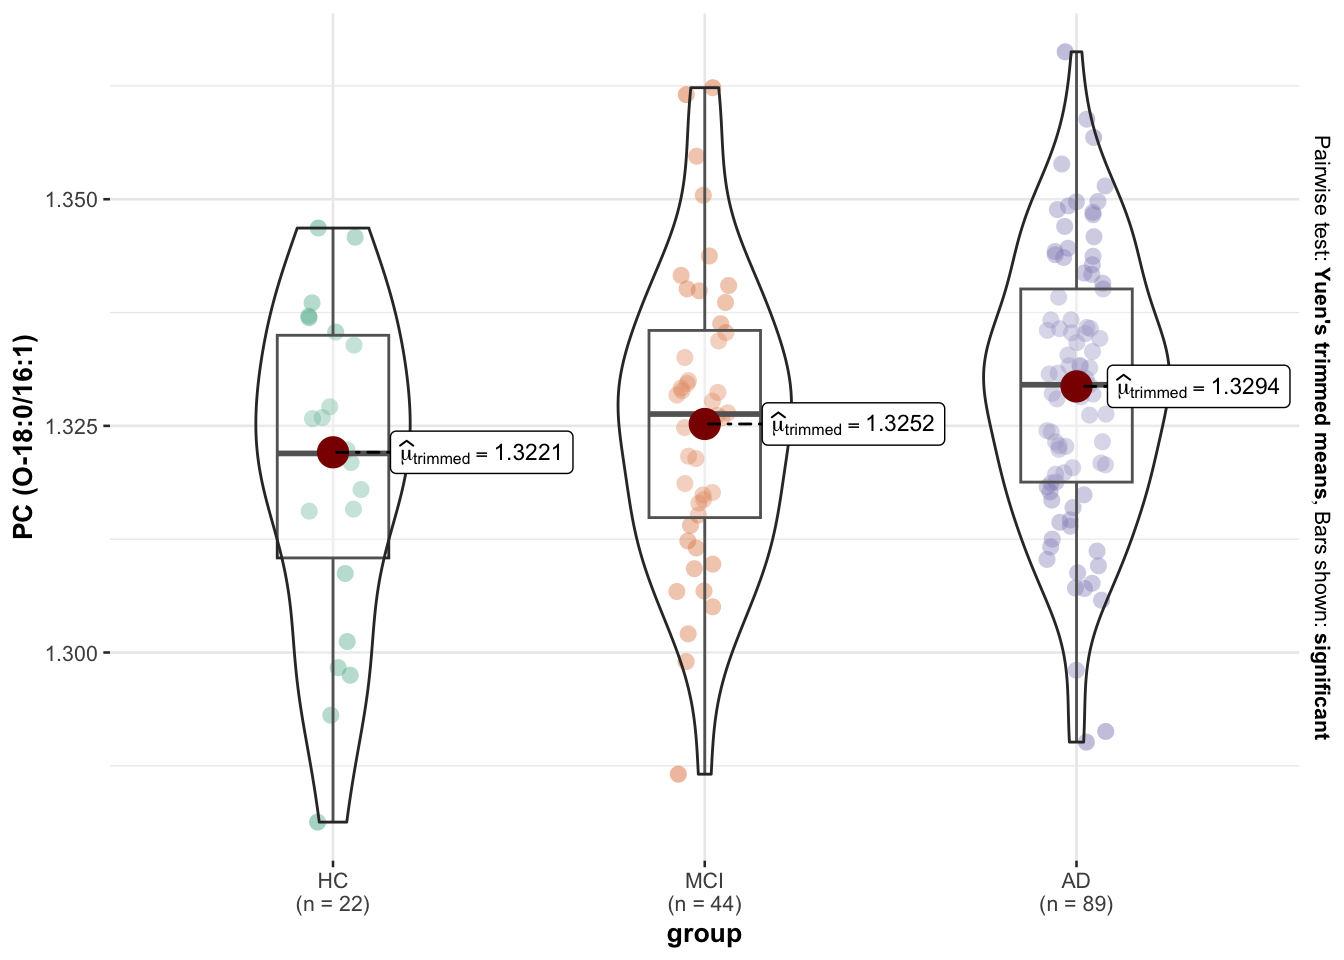 PC (O-18:0/16:1)
1.350
1.325
1.300
μ̂trimmed = 1.3221
μ̂trimmed = 1.3252
μ̂trimmed = 1.3294
HC
(n = 22)
MCI
(n = 44)
AD
(n = 89)
group
Pairwise test: Yuen's trimmed means, Bars shown: significant